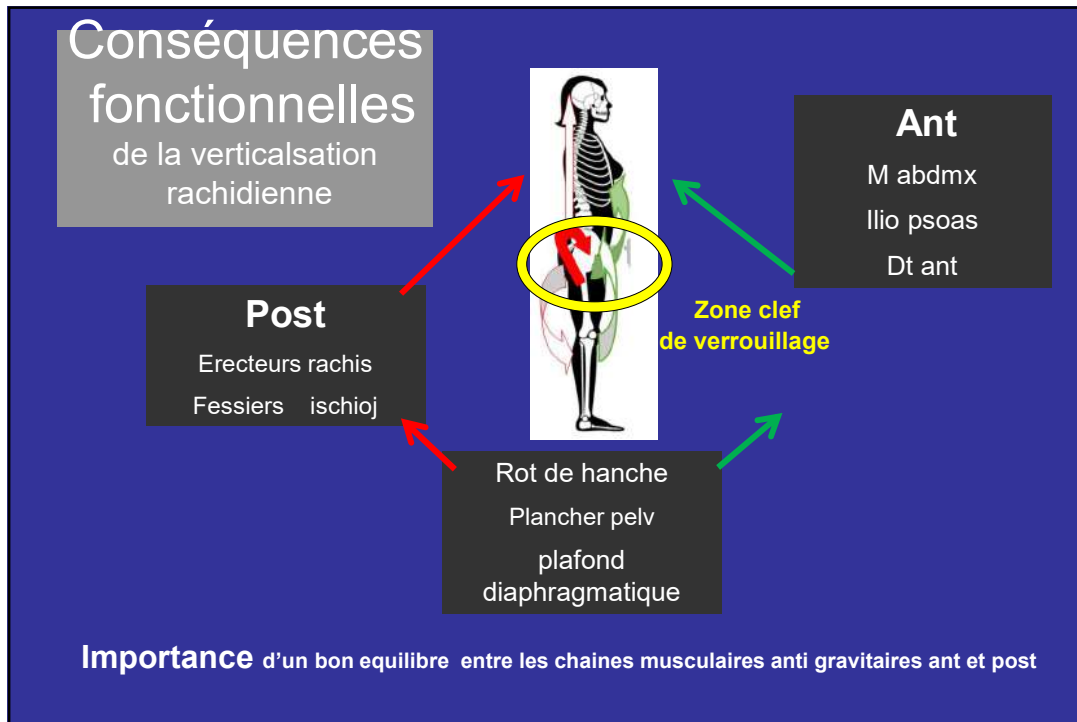 Conséquences
fonctionnelles
de la verticalsation
rachidienne
Ant
M abdmx
Ilio psoas
Dt ant
Post
Erecteurs rachis
Fessiers ischioj
Zone clef
de verrouillage
Rot de hanche
Plancher pelv
plafond
diaphragmatique
Importance d'un bon equilibre entre les chaines musculaires anti gravitaires ant et post